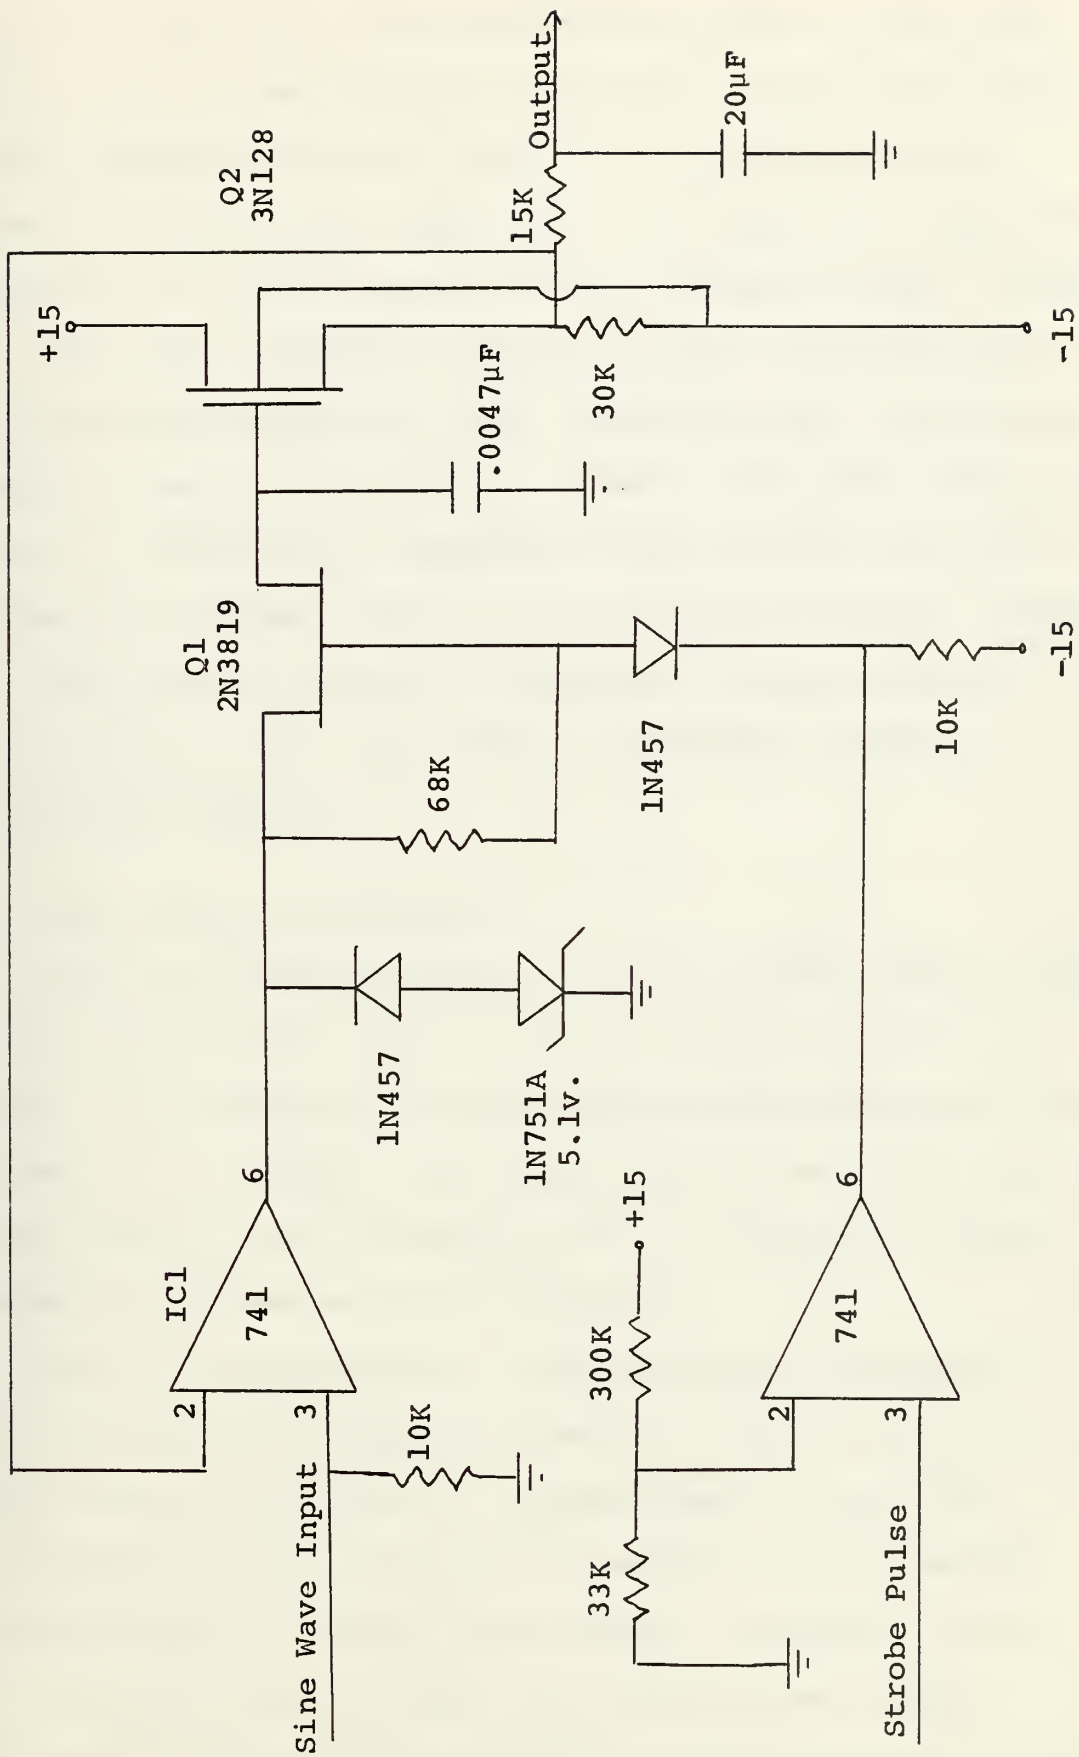 Sine Wave Input
2
3
IC1
741
6
10K
1N457
1N751A
5.1v.
68K
Q1
2N3819
1N457
10K
-15
.0047µF
Q2
3N128
+15
30K
-15
15K
Output
20µF
33K
300K
+15
Strobe Pulse
2
3
741
6